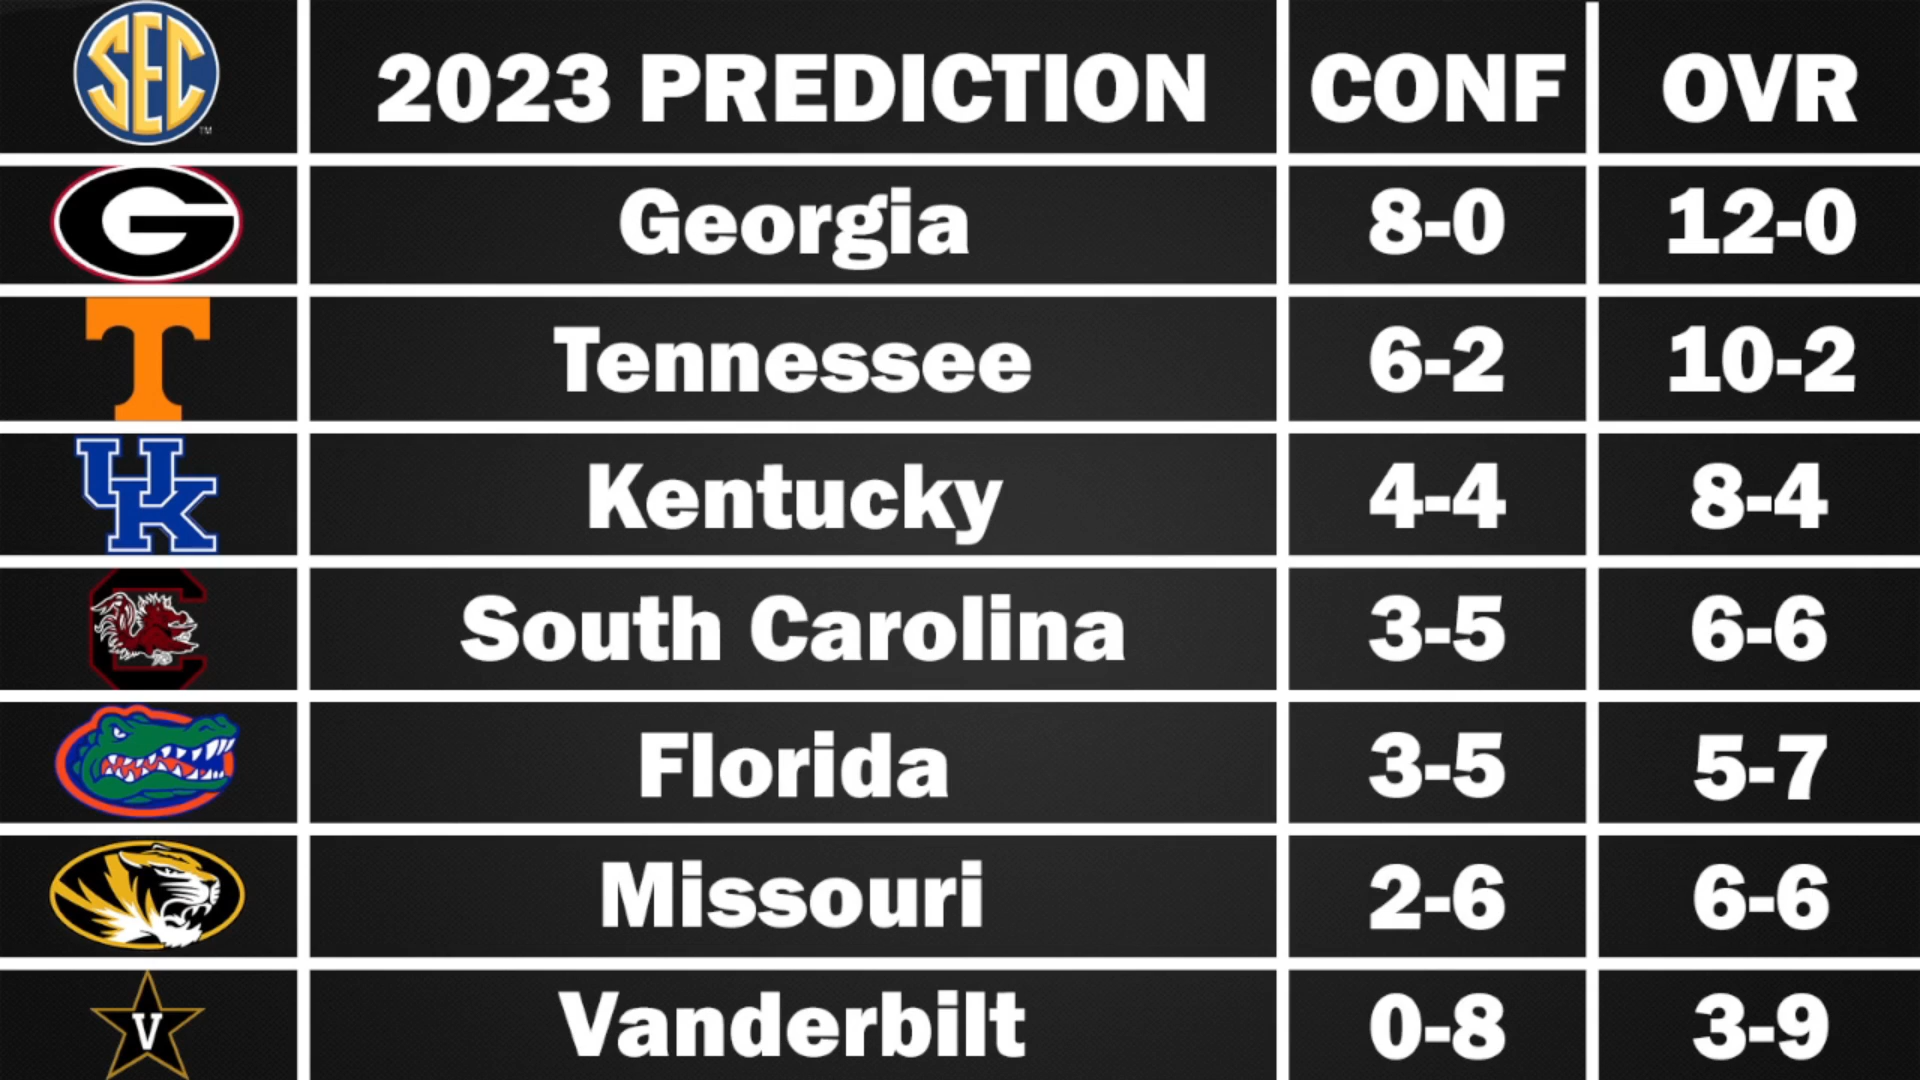 SEC™ 2023 PREDICTION CONF OVR
G Georgia 8-0 12-0
T Tennessee 6-2 10-2
UK Kentucky 4-4 8-4
C South Carolina 3-5 6-6
Florida 3-5 5-7
Missouri 2-6 6-6
V Vanderbilt 0-8 3-9